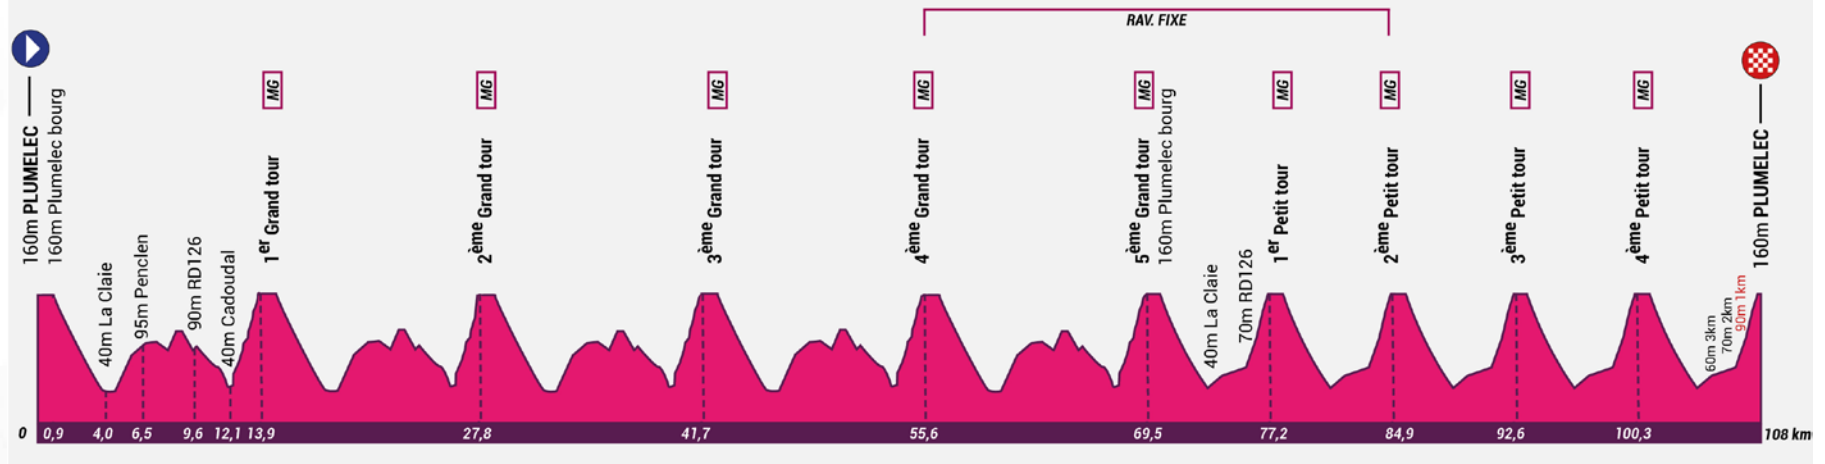 RAV. FIXE
MG
MG
MG
MG
MG
MG
MG
MG
MG
160m PLUMELEC
160m Plumelec bourg
40m La Claie
95m Penclen
90m RD126
40m Cadoudal
1er Grand tour
2ème Grand tour
3ème Grand tour
4ème Grand tour
5ème Grand tour
160m Plumelec bourg
40m La Claie
70m RD126
1er Petit tour
2ème Petit tour
3ème Petit tour
4ème Petit tour
60m 3km
70m 2km
90m 1km
160m PLUMELEC
0 0,9 4,0 6,5 9,6 12,1 13,9 27,8 41,7 55,6 69,5 77,2 84,9 92,6 100,3 108 km